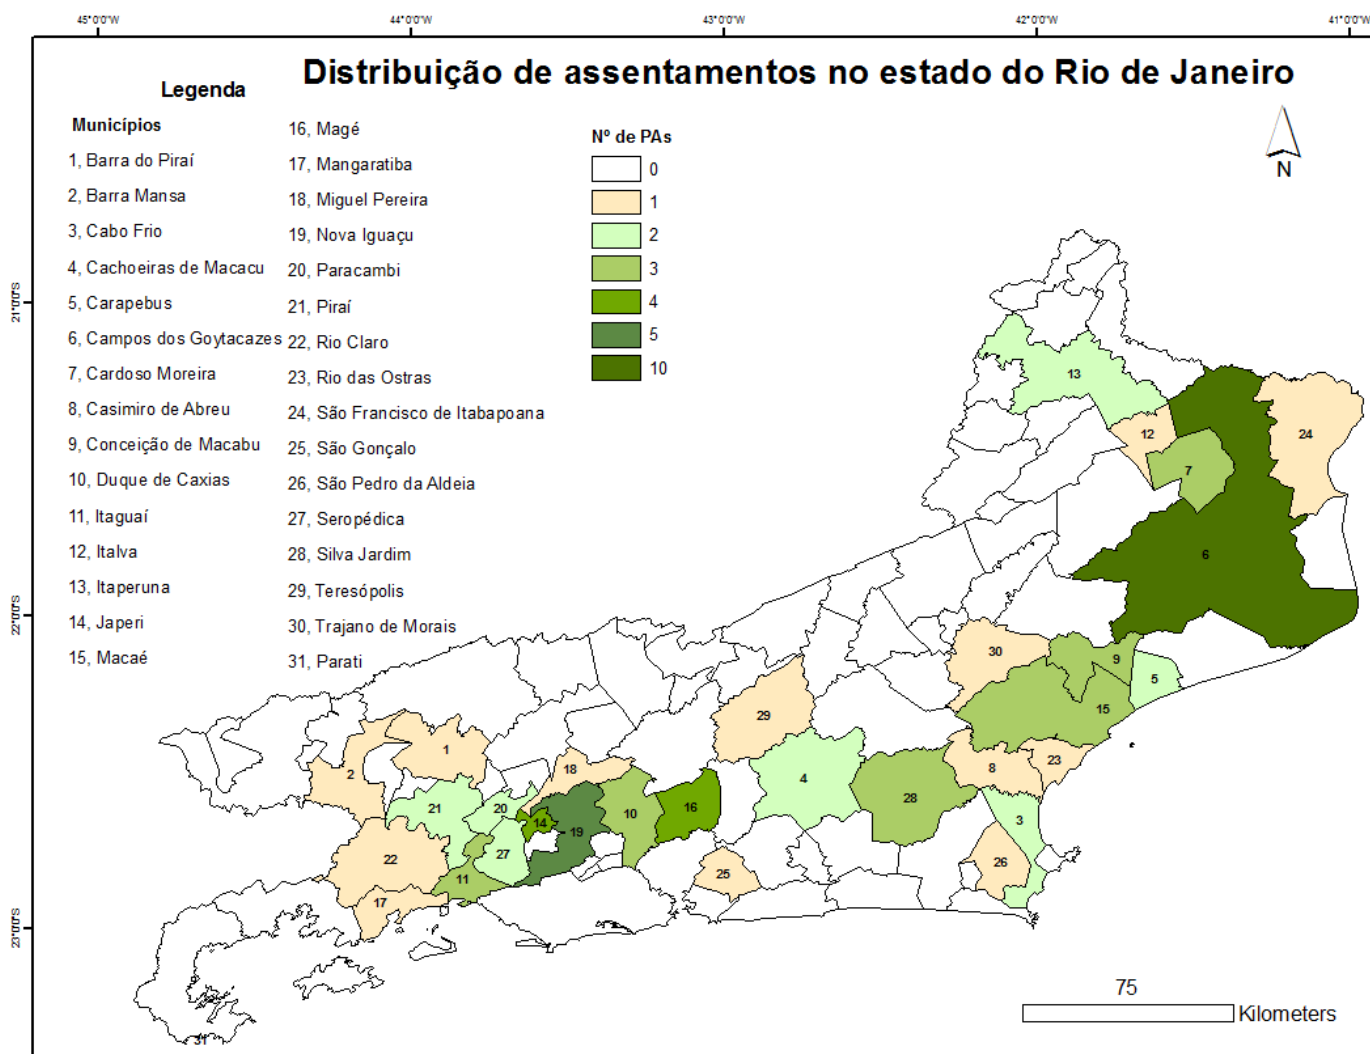 45°0'0"W
44°0'0"W
43°0'0"W
42°0'0"W
41°0'0"W
Distribuição de assentamentos no estado do Rio de Janeiro
Legenda
Municípios
1, Barra do Piraí
2, Barra Mansa
3, Cabo Frio
4, Cachoeiras de Macacu
5, Carapebus
6, Campos dos Goytacazes
7, Cardoso Moreira
8, Casimiro de Abreu
9, Conceição de Macabu
10, Duque de Caxias
11, Itaguaí
12, Italva
13, Itaperuna
14, Japeri
15, Macaé
16, Magé
17, Mangaratiba
18, Miguel Pereira
19, Nova Iguaçu
20, Paracambi
21, Piraí
22, Rio Claro
23, Rio das Ostras
24, São Francisco de Itabapoana
25, São Gonçalo
26, São Pedro da Aldeia
27, Seropédica
28, Silva Jardim
29, Teresópolis
30, Trajano de Morais
31, Parati
Nº de PAs
0
1
2
3
4
5
10
N
21°0'0"S
22°0'0"S
23°0'0"S
13
12
24
7
6
30
9
5
15
29
1
2
18
8
23
4
28
21
20
14
19
10
16
3
27
22
11
25
26
17
31
75
Kilometers